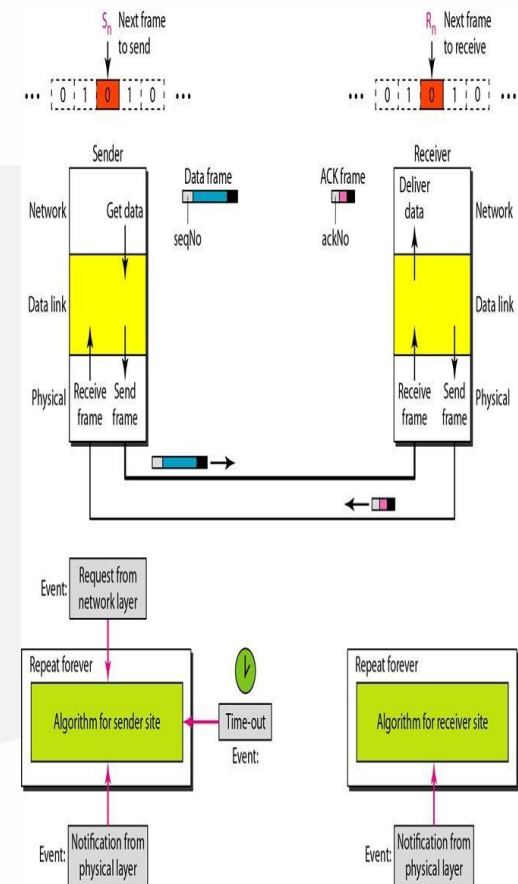 Sn Next frame to send
Rn Next frame to receive
... 0 1 0 1 0 ...
... 0 1 0 1 0 ...
Sender
Receiver
Data frame
ACK frame
seqNo
ackNo
Network
Get data
Deliver
data
Network
Data link
Data link
Physical
Receive
frame
Send
frame
Receive
frame
Send
frame
Physical
Event:
Request from
network layer
Repeat forever
Algorithm for sender site
Time-out
Event:
Event:
Notification from
physical layer
Repeat forever
Algorithm for receiver site
Event:
Notification from
physical layer